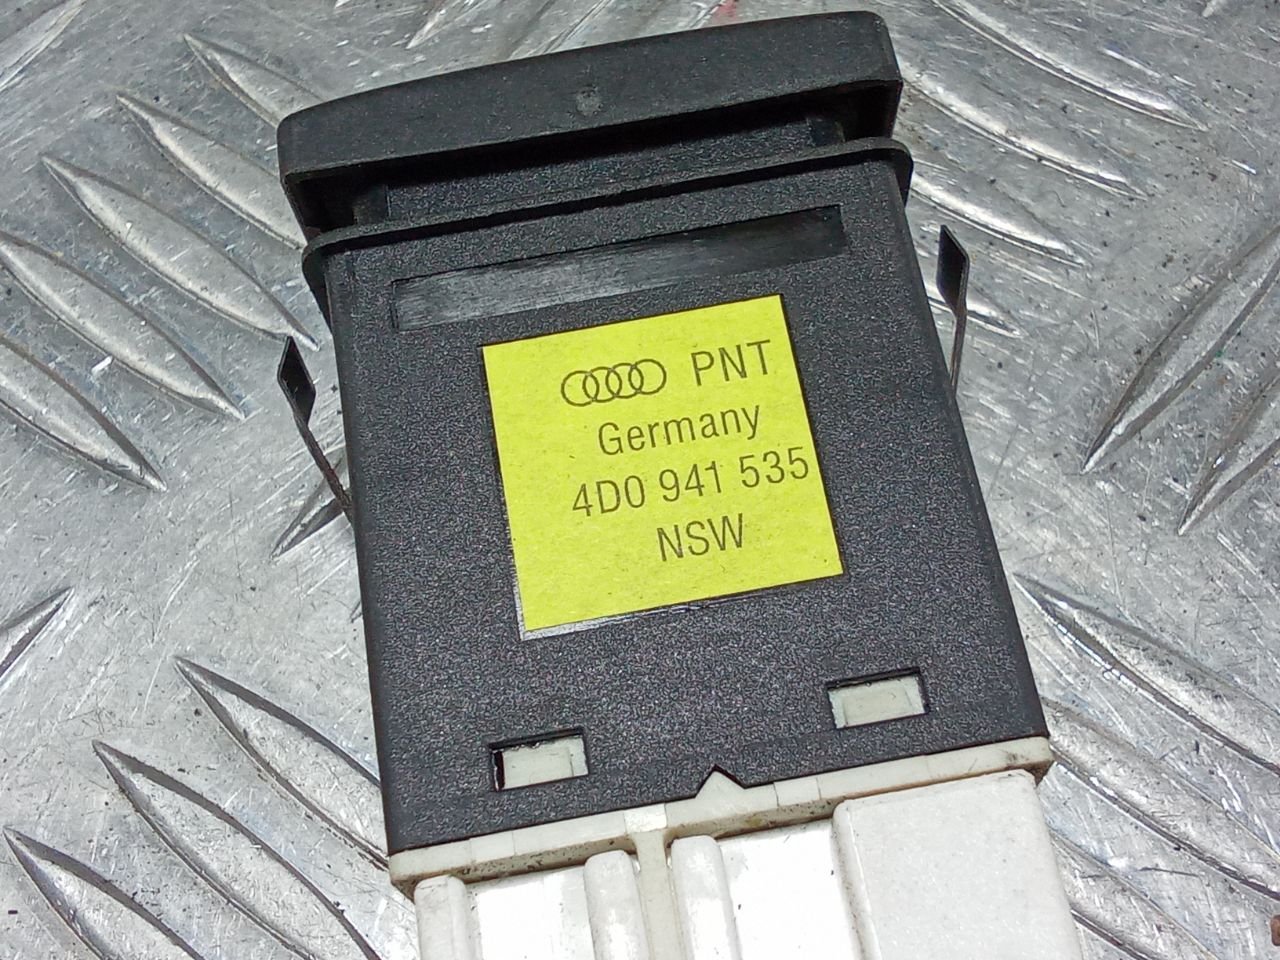 PNT
Germany
4D0 941 535
NSW